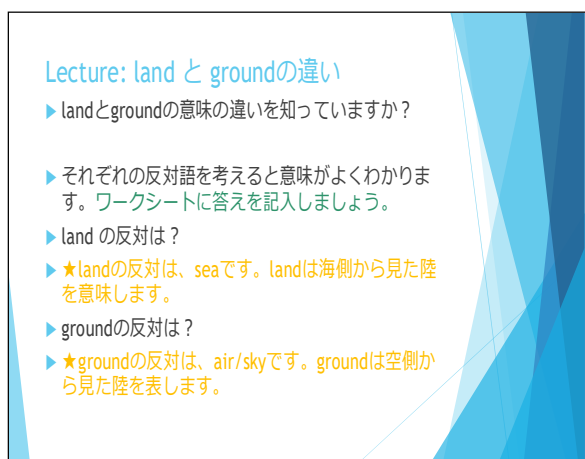 Lecture: land と groundの違い
landとgroundの意味の違いを知っていますか？
それぞれの反対語を考えると意味がよくわかりま
す。ワークシートに答えを記入しましょう。
land の反対は？
★landの反対は、seaです。landは海側から見た陸
を意味します。
groundの反対は？
★groundの反対は、air/skyです。groundは空側か
ら見た陸を表します。